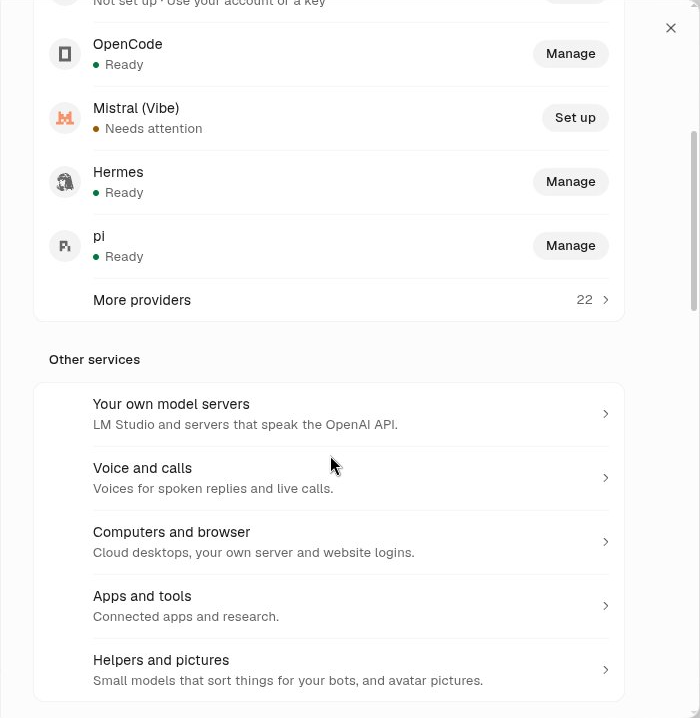 Not set up · Use your account or a key
OpenCode
Ready
Manage
Mistral (Vibe)
Needs attention
Set up
Hermes
Ready
Manage
pi
Ready
Manage
More providers
22
Other services
Your own model servers
LM Studio and servers that speak the OpenAI API.
Voice and calls
Voices for spoken replies and live calls.
Computers and browser
Cloud desktops, your own server and website logins.
Apps and tools
Connected apps and research.
Helpers and pictures
Small models that sort things for your bots, and avatar pictures.